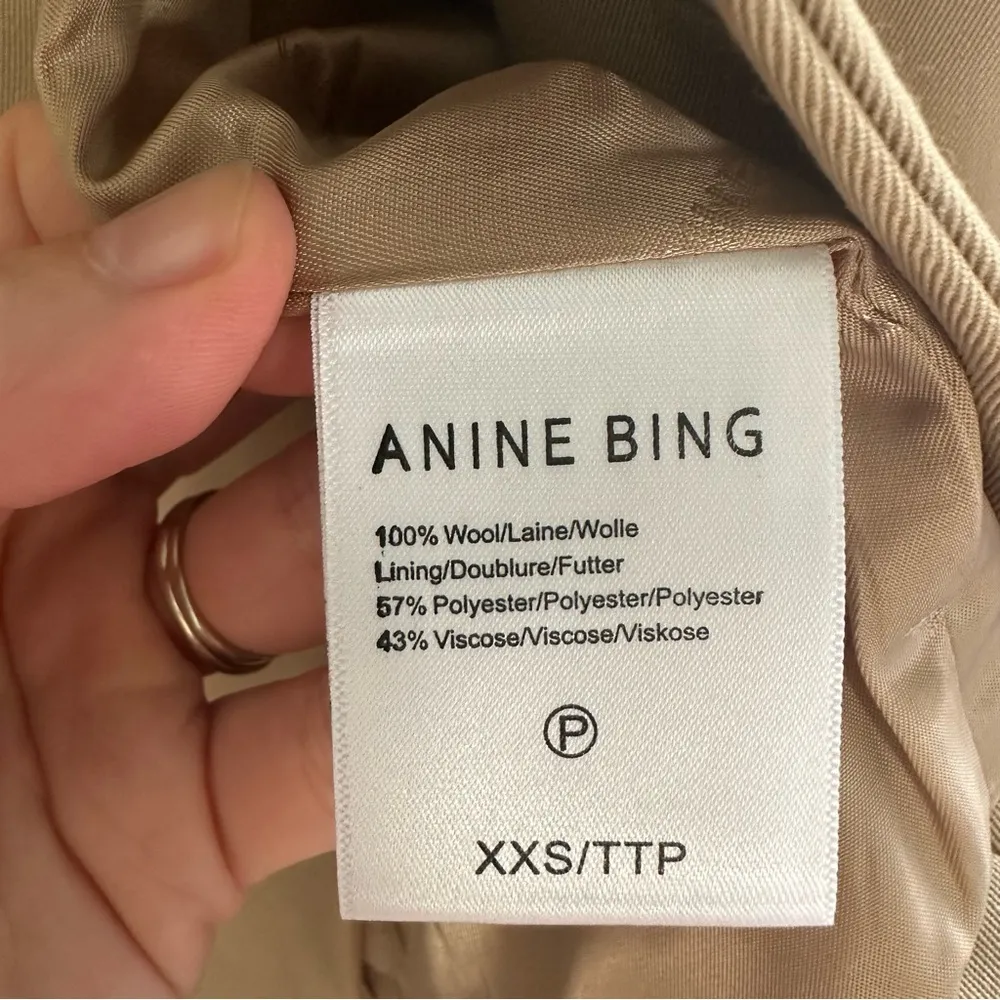 ANINE BING
100% Wool/Laine/Wolle
Lining/Doublure/Futter
57% Polyester/Polyester/Polyester
43% Viscose/Viscose/Viskose
P
XXS/TTP